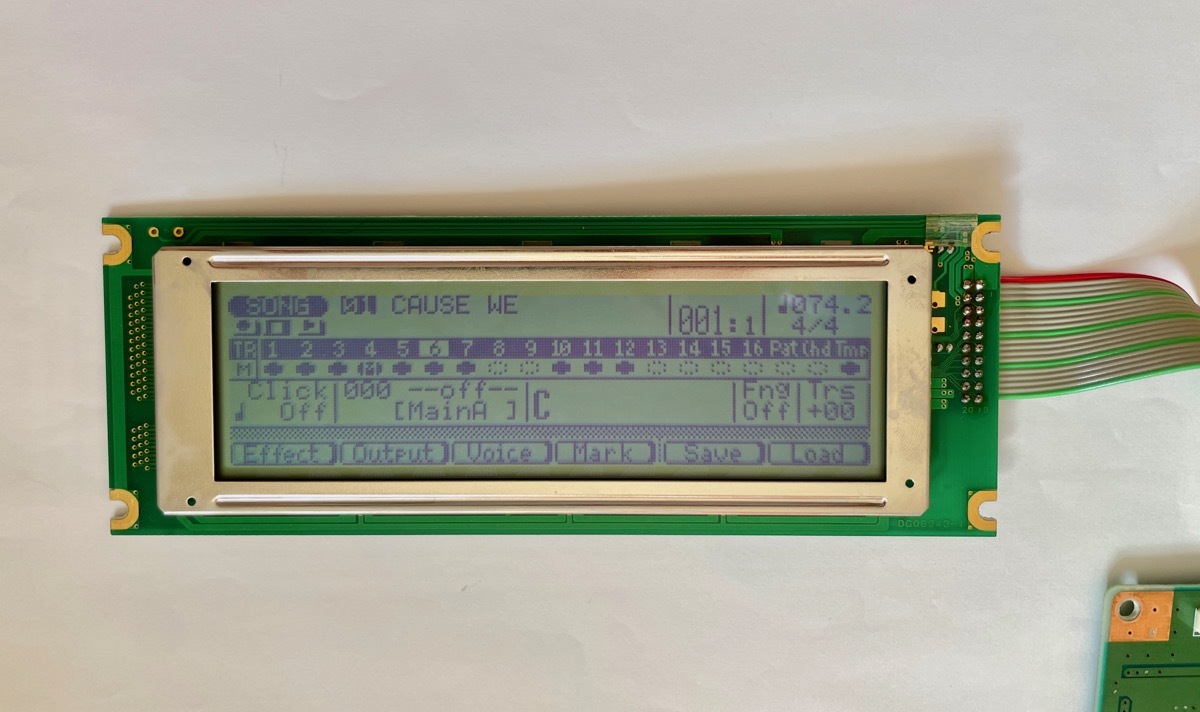 SONG S1 CAUSE WE 001:1 ♩074.2
4/4
TR 1 2 3 4 5 6 7 8 9 10 11 12 13 14 15 16 Pat Chd Tmp
M
Click 000 --off-- C Fng Trs
♩ Off [MainA ] Off +00
Effect Output Voice Mark Save Load